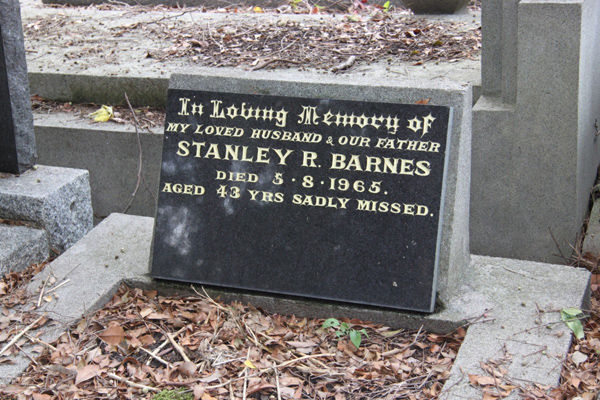 In Loving Memory of
MY LOVED HUSBAND & OUR FATHER
STANLEY R. BARNES
DIED 5·8·1965.
AGED 43 YRS SADLY MISSED.